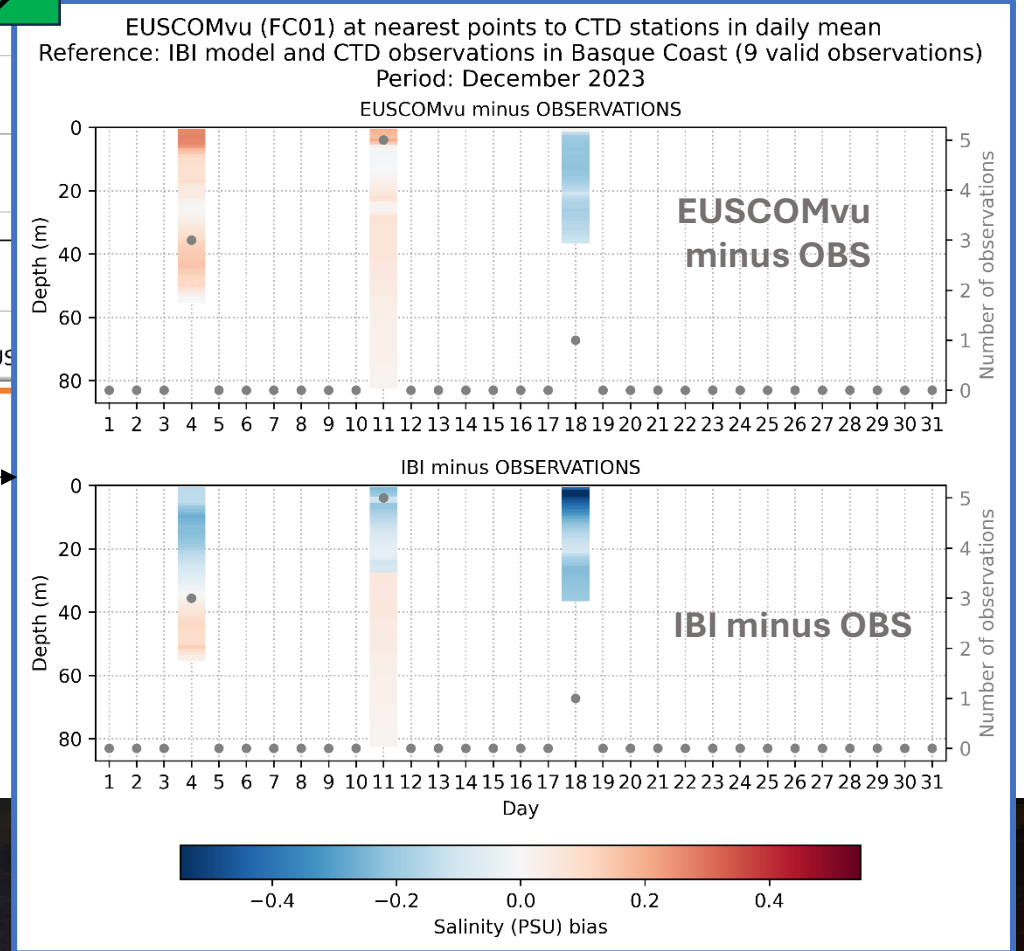 EUSCOMvu (FC01) at nearest points to CTD stations in daily mean
Reference: IBI model and CTD observations in Basque Coast (9 valid observations)
Period: December 2023
EUSCOMvu minus OBSERVATIONS
0
20
40
60
80
Depth (m)
EUSCOMvu
minus OBS
5
4
3
2
1
0
Number of observations
1 2 3 4 5 6 7 8 9 10 11 12 13 14 15 16 17 18 19 20 21 22 23 24 25 26 27 28 29 30 31
IBI minus OBSERVATIONS
0
20
40
60
80
Depth (m)
IBI minus OBS
5
4
3
2
1
0
Number of observations
1 2 3 4 5 6 7 8 9 10 11 12 13 14 15 16 17 18 19 20 21 22 23 24 25 26 27 28 29 30 31
Day
−0.4 −0.2 0.0 0.2 0.4
Salinity (PSU) bias